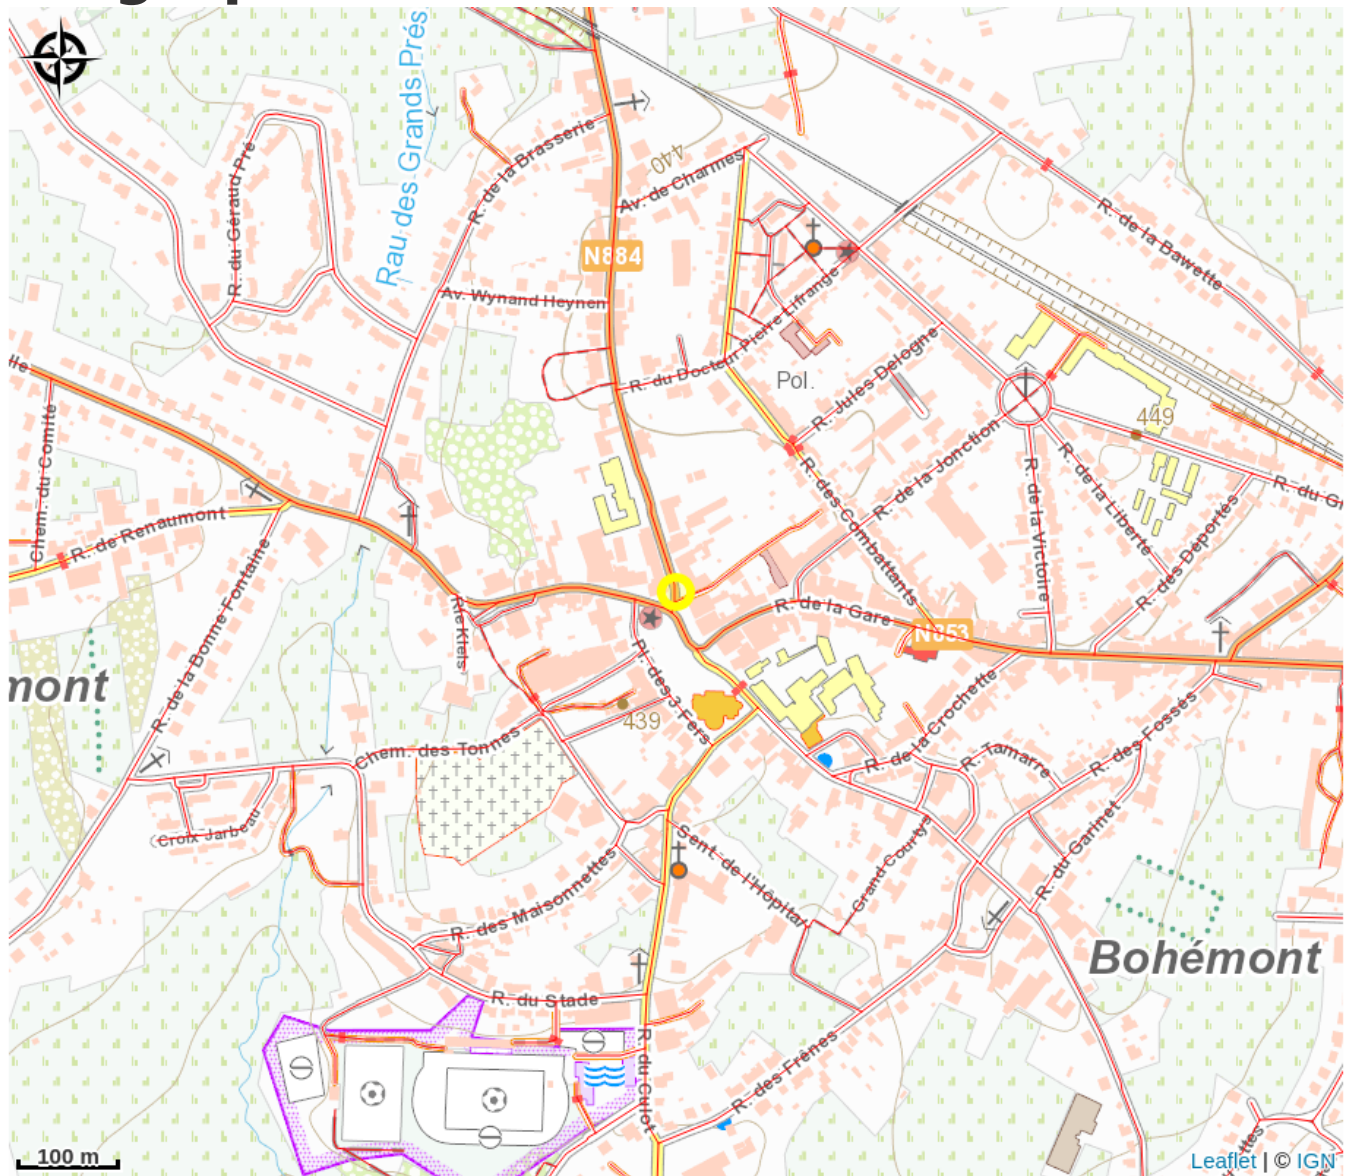 Rau des Grands Prés
R. de la Brasserie
440
Av. de Charmes
R. du Géraud Pré
R. de la Bawette
N884
Av. Wynand Heynen
R. du Docteur Pierre Lifrange
Pol.
R. Jules Delogne
lle
Chem. du Comité
449
R. de la Jonction
R. de Renaumont
R. des Combattants
R. de la Victoire
R. de la Liberté
R. des Déportés
R. du G
R. de la Bonne Fontaine
R. de la Gare
N853
Pl. des 3 Fers
mont
439
R. de la Crochette
R. des Fossés
Chem. des Tonnes
R. Tamarre
Croix Jarbeau
Sent. de l'Hôpital
Grand Courtys
R. du Garinet
R. des Maisonnettes
Bohémont
R. du Stade
R. du Culot
R. des Frênes
100 m
Leaflet | © IGN